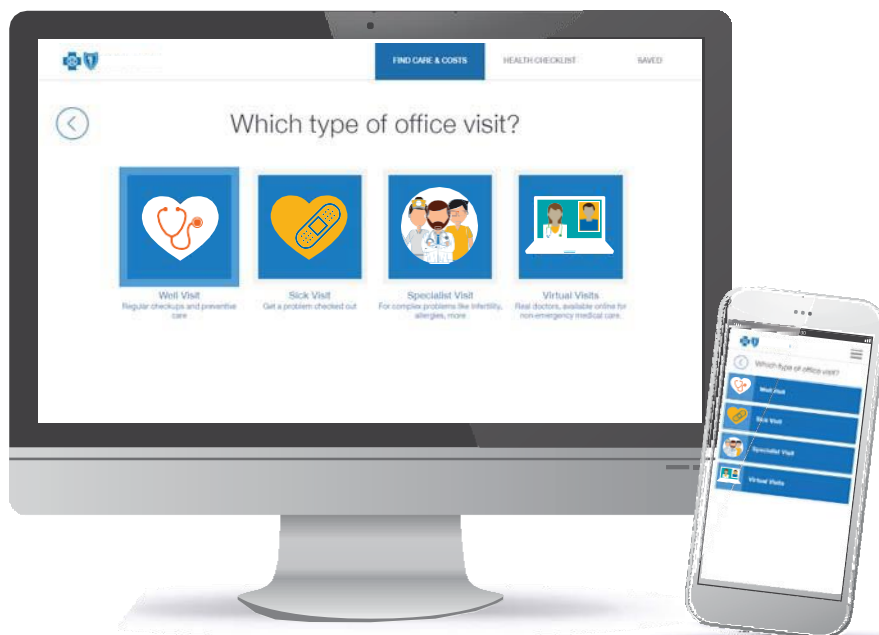 FIND CARE & COSTS
HEALTH CHECKLIST
SAVED
Which type of office visit?
Well Visit
Regular checkups and preventive
care
Sick Visit
Get a problem checked out
Specialist Visit
For complex problems like infertility,
allergies, more
Virtual Visits
Real doctors, available online for
non-emergency medical care.
Which type of office visit?
Well Visit
Sick Visit
Specialist Visit
Virtual Visits